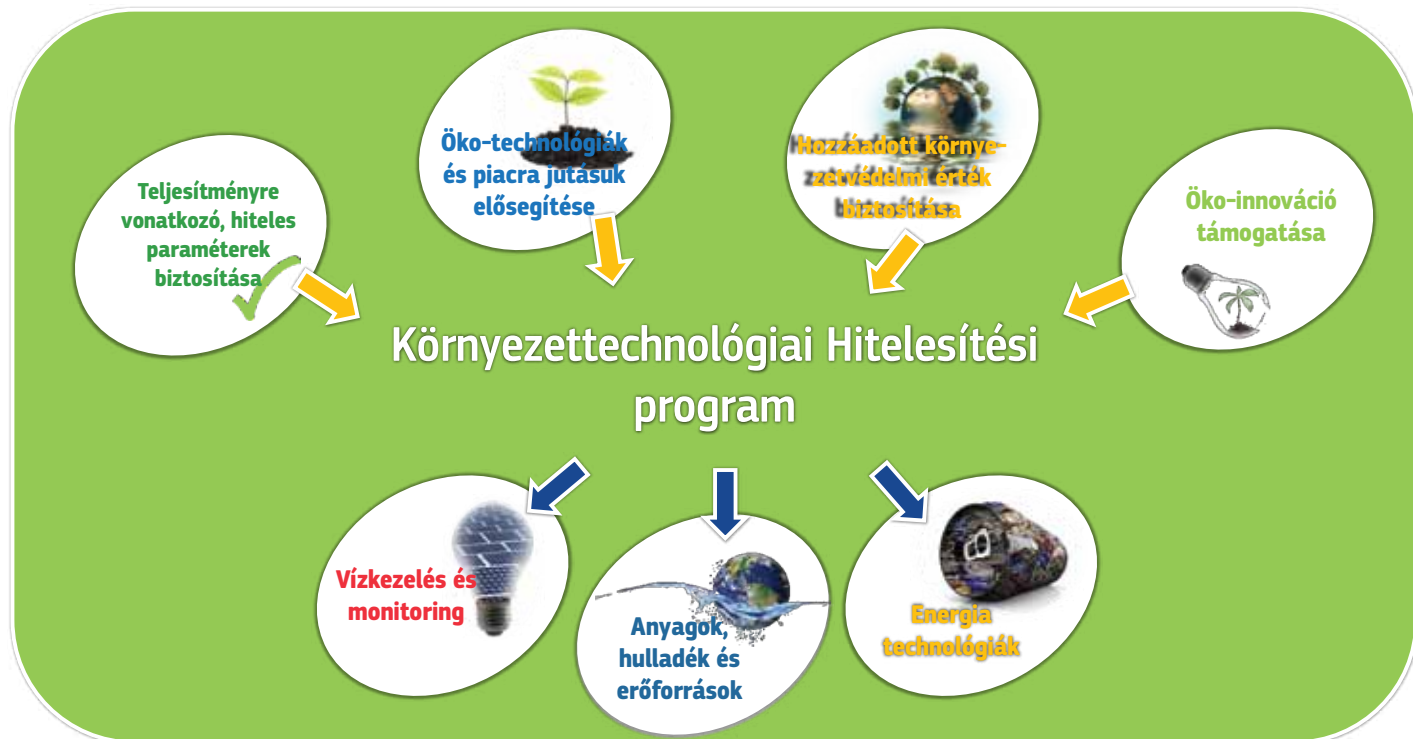 Teljesítményre
vonatkozó, hiteles
paraméterek
biztosítása
Öko-technológiák
és piacra jutásuk
elősegítése
Hozzáadott környe-
zetvédelmi érték
biztosítása
Öko-innováció
támogatása
Környezettechnológiai Hitelesítési
program
Vízkezelés és
monitoring
Anyagok,
hulladék és
erőforrások
Energia
technológiák